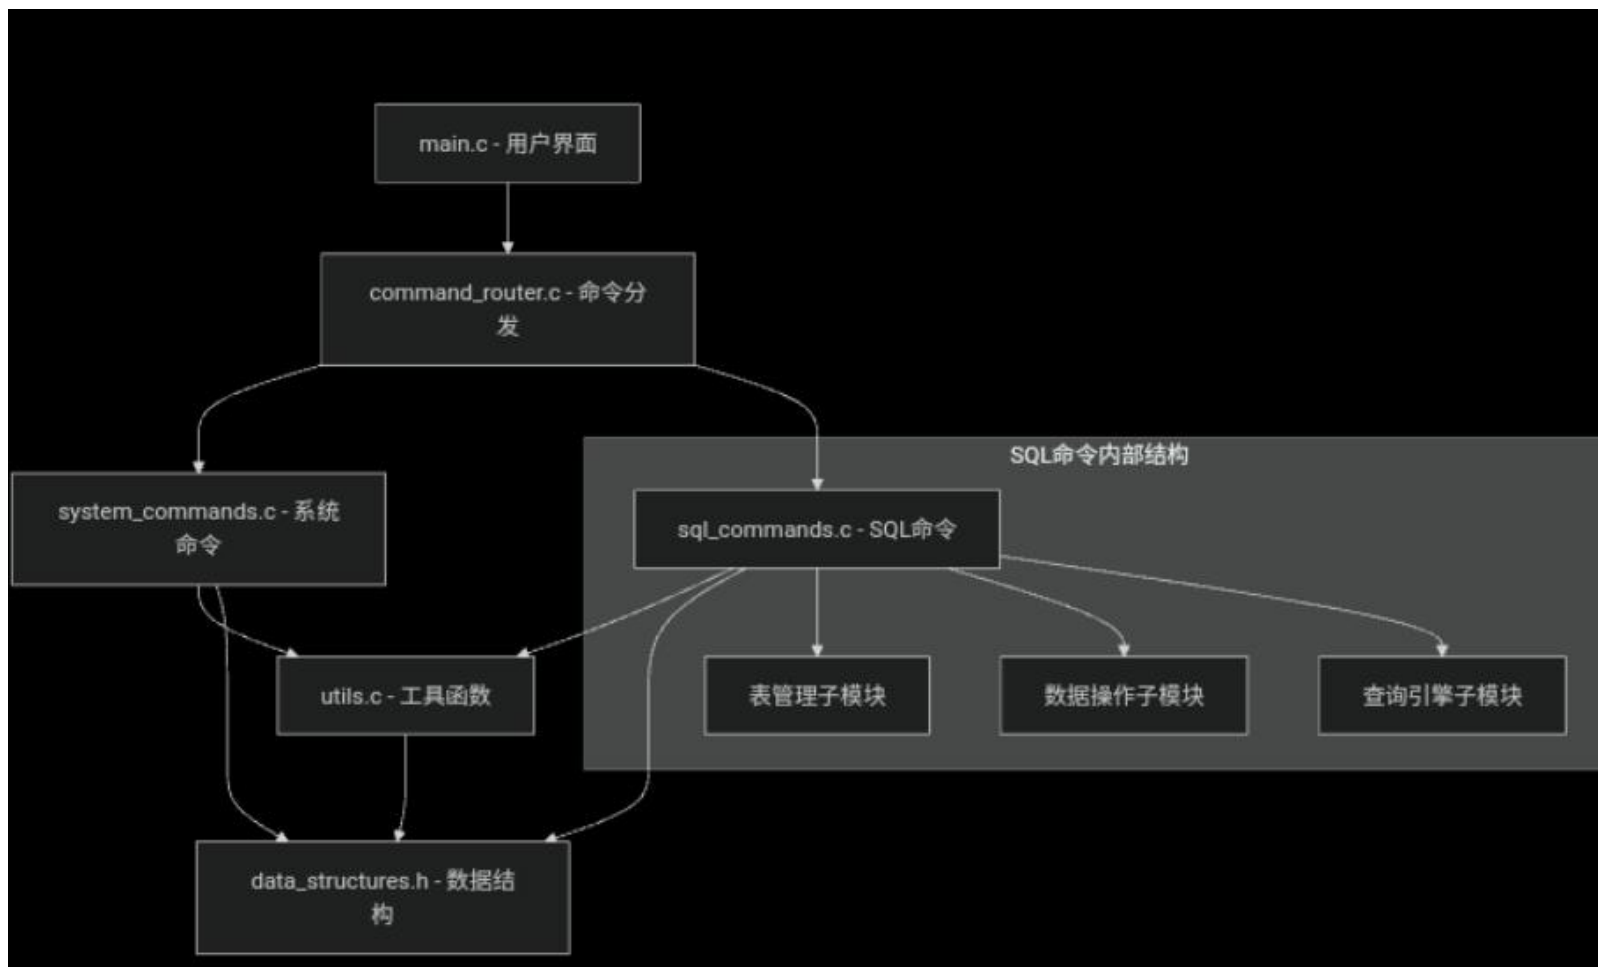 main.c - 用户界面
command_router.c - 命令分
发
SQL命令内部结构
system_commands.c - 系统
命令
sql_commands.c - SQL命令
utils.c - 工具函数
表管理子模块
数据操作子模块
查询引擎子模块
data_structures.h - 数据结
构